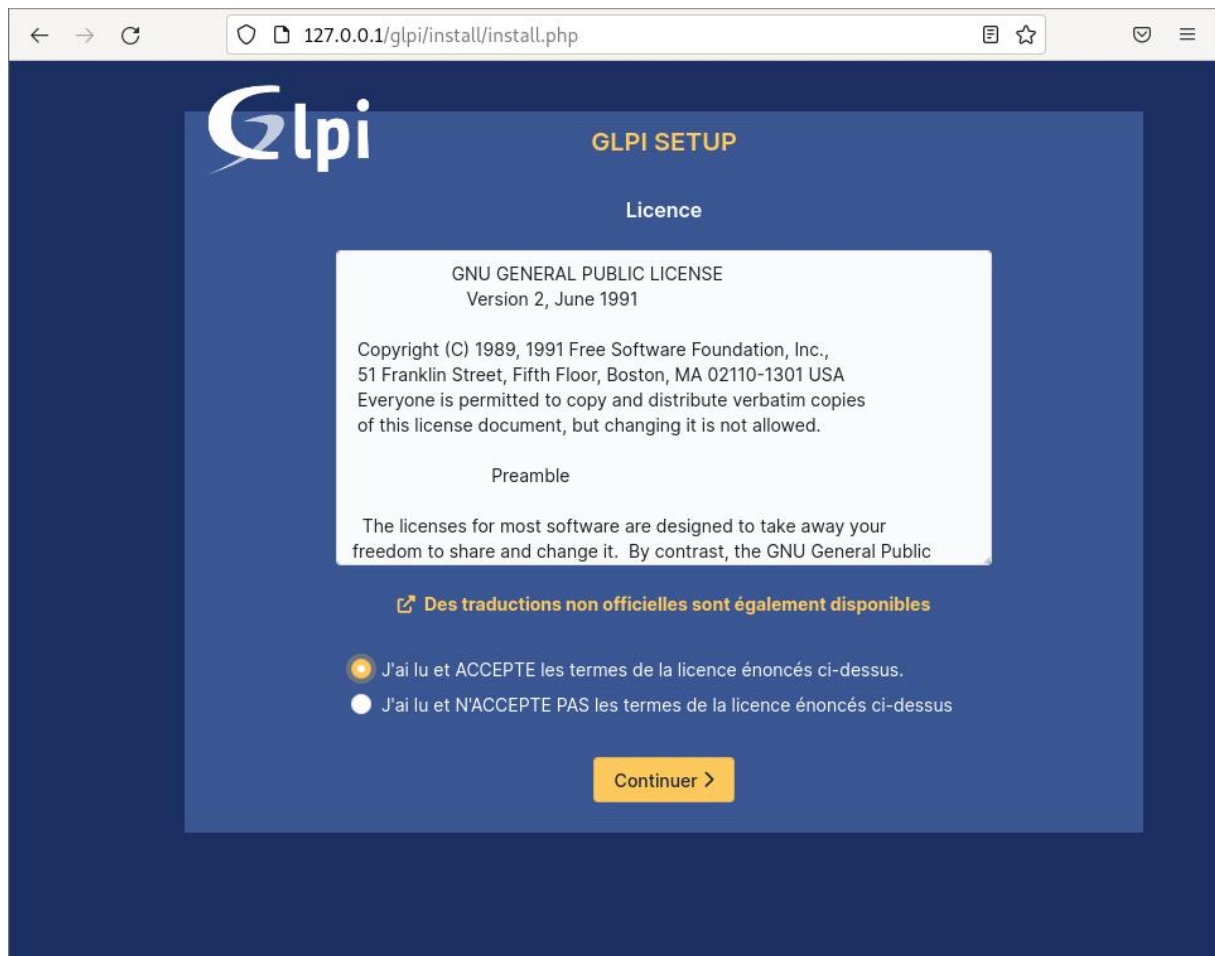 127.0.0.1/glpi/install/install.php
Glpi
GLPI SETUP
Licence
GNU GENERAL PUBLIC LICENSE
Version 2, June 1991
Copyright (C) 1989, 1991 Free Software Foundation, Inc.,
51 Franklin Street, Fifth Floor, Boston, MA 02110-1301 USA
Everyone is permitted to copy and distribute verbatim copies
of this license document, but changing it is not allowed.
Preamble
The licenses for most software are designed to take away your
freedom to share and change it.  By contrast, the GNU General Public
Des traductions non officielles sont également disponibles
J'ai lu et ACCEPTE les termes de la licence énoncés ci-dessus.
J'ai lu et N'ACCEPTE PAS les termes de la licence énoncés ci-dessus
Continuer